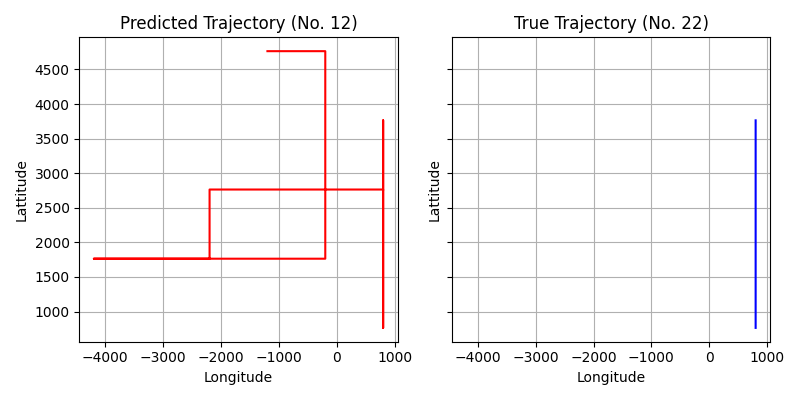 Predicted Trajectory (No. 12)
True Trajectory (No. 22)
Lattitude
4500
4000
3500
3000
2500
2000
1500
1000
−4000 −3000 −2000 −1000 0 1000
Longitude
Lattitude
−4000 −3000 −2000 −1000 0 1000
Longitude